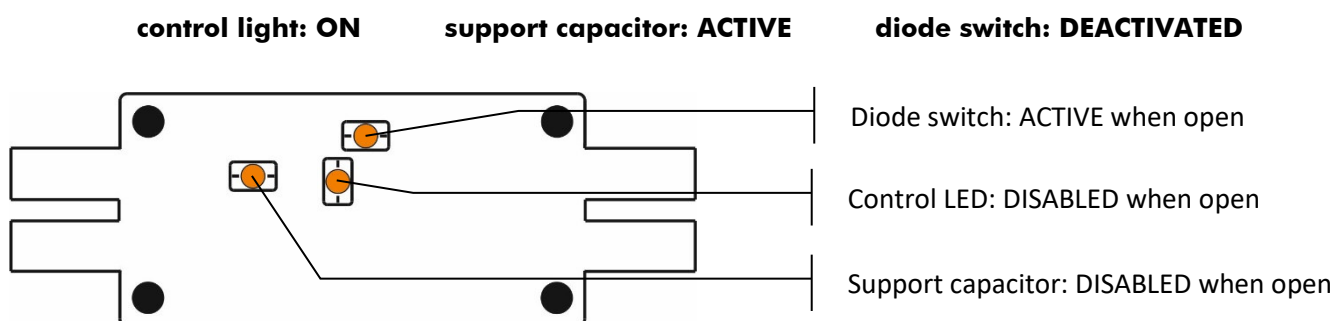 control light: ON support capacitor: ACTIVE diode switch: DEACTIVATED
Diode switch: ACTIVE when open
Control LED: DISABLED when open
Support capacitor: DISABLED when open